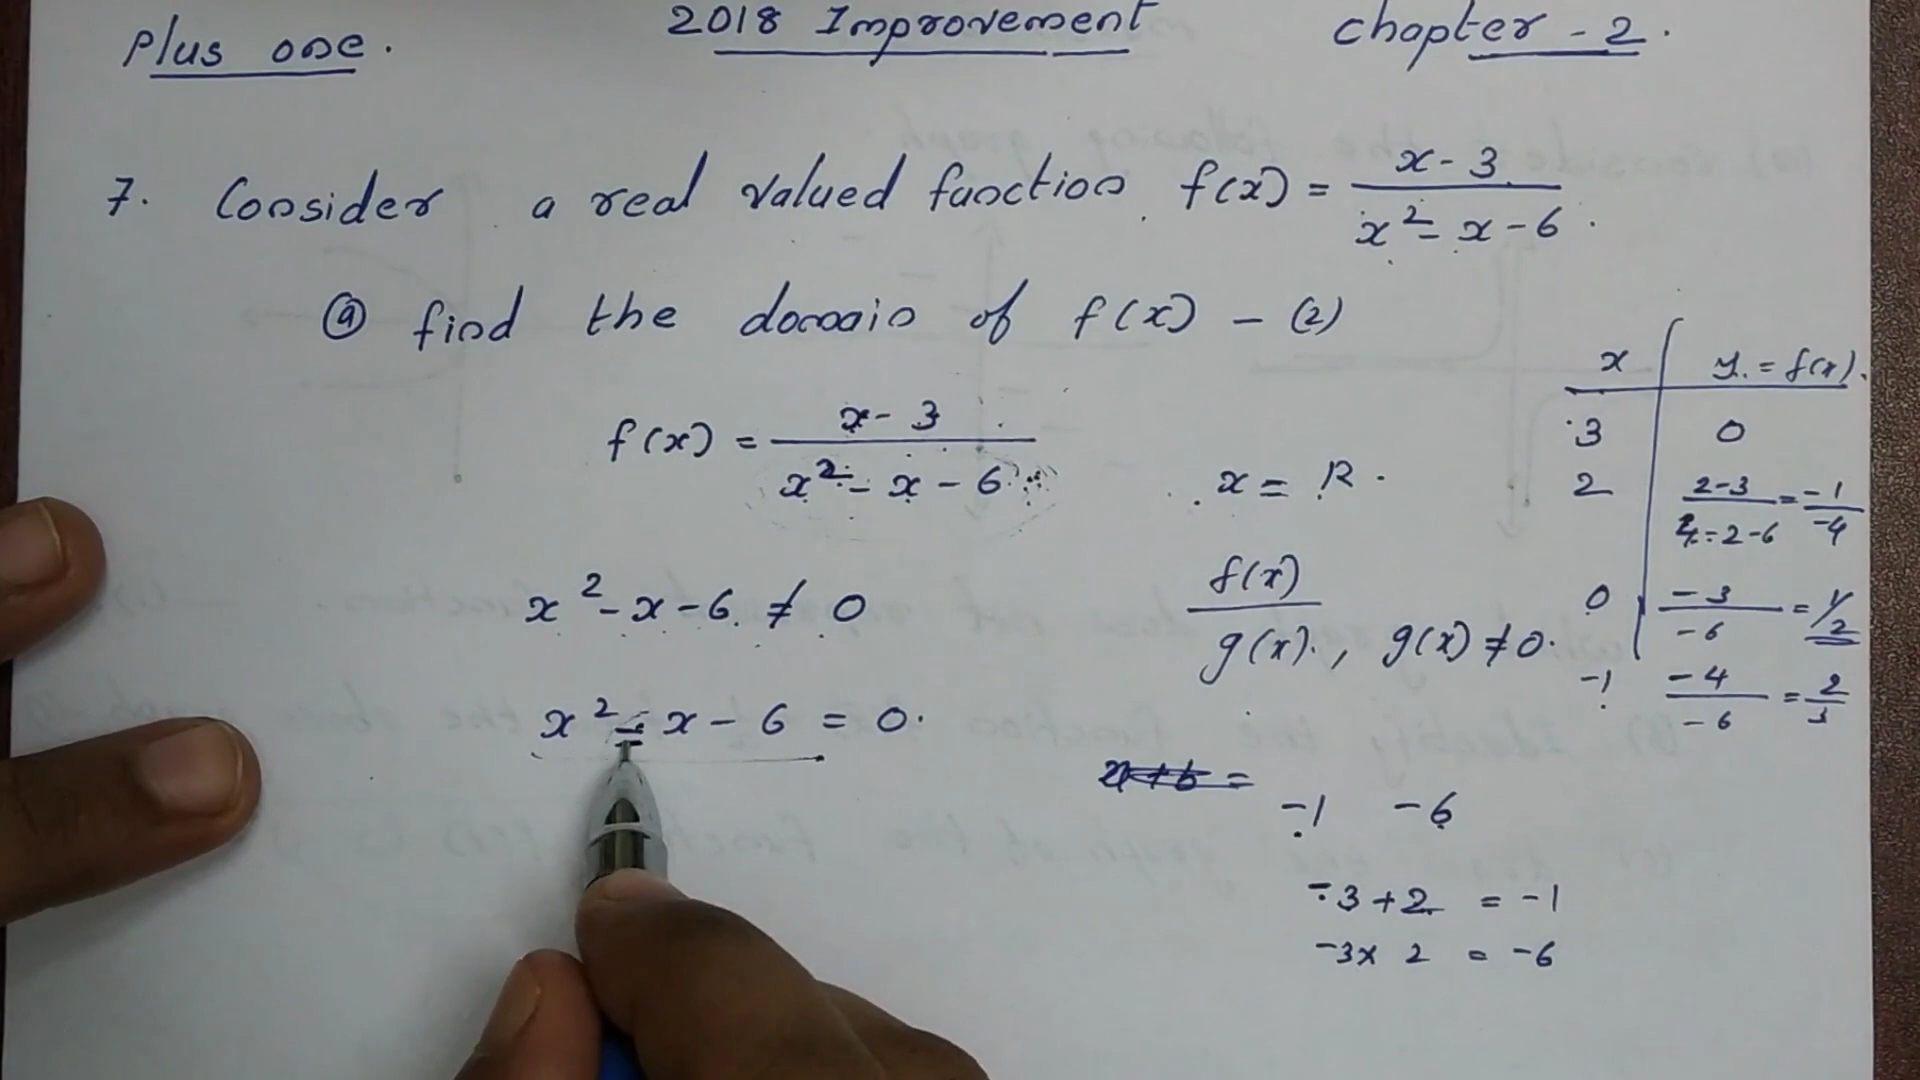 Plus one. 2018 Improvement Chapter - 2.
7. Consider a real valued function f(x) = x - 3 / x² - x - 6 .
ⓐ find the domain of f(x) - (2)
f(x) = x - 3 / x² - x - 6
x = R.
x² - x - 6 ≠ 0
f(x) / g(x) , g(x) ≠ 0.
x² - x - 6 = 0.
-1 -6
-3 + 2 = -1
-3 x 2 = -6
x y = f(x).
3 0
2 2-3 / 4-2-6 = -1 / -4
0 -3 / -6 = 1/2
-1 -4 / -6 = 2 / 3